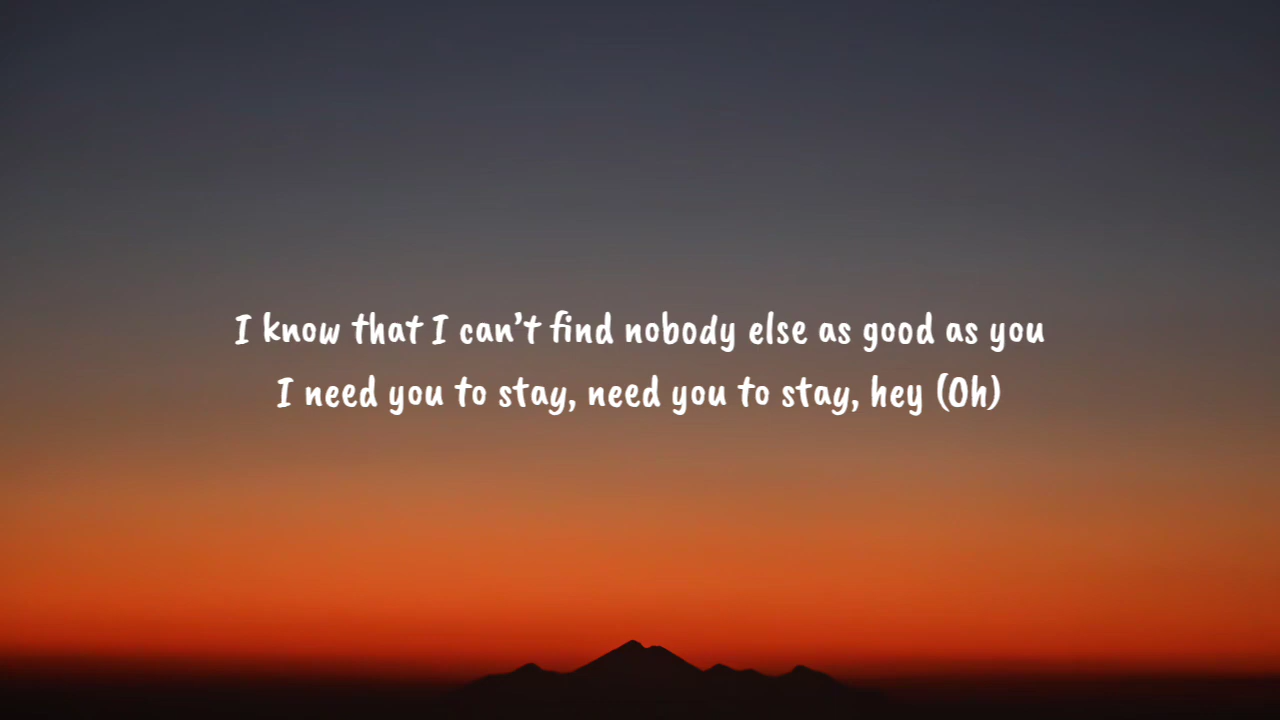 I know that I can’t find nobody else as good as you
I need you to stay, need you to stay, hey (Oh)